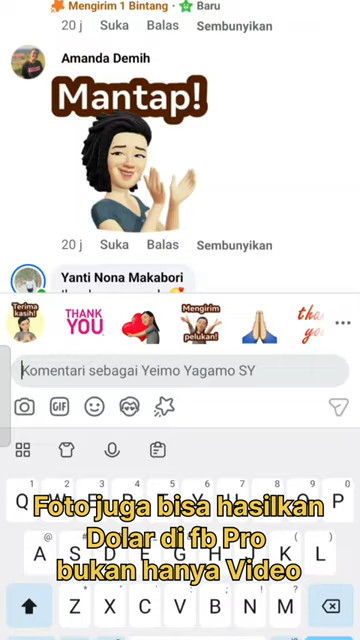 Mengirim 1 Bintang · Baru
20 j Suka Balas Sembunyikan
Amanda Demih
Mantap!
20 j Suka Balas Sembunyikan
Yanti Nona Makabori
Terima kasih!
THANK YOU
Mengirim pelukan!
thank you
Komentari sebagai Yeimo Yagamo SY
GIF
Foto juga bisa hasilkan
Dolar di fb Pro
bukan hanya Video
1 2 3 4 5 6 7 8 9 0
Q W E R T Y U I O P
A S D F G H J K L
Z X C V B N M